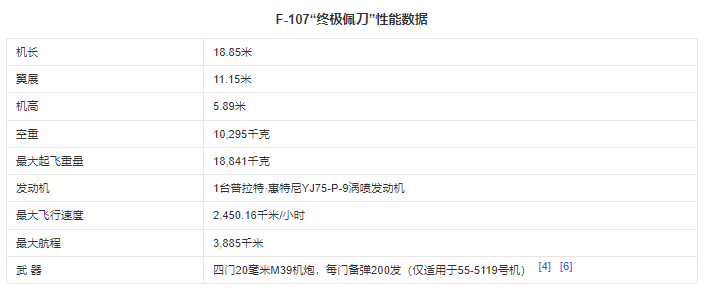 F-107“终极佩刀”性能数据
机长 18.85米
翼展 11.15米
机高 5.89米
空重 10,295千克
最大起飞重量 18,841千克
发动机 1台普拉特·惠特尼YJ75-P-9涡喷发动机
最大飞行速度 2,450.16千米/小时
最大航程 3,885千米
武 器 四门20毫米M39机炮，每门备弹200发（仅适用于55-5119号机） [4] [6]